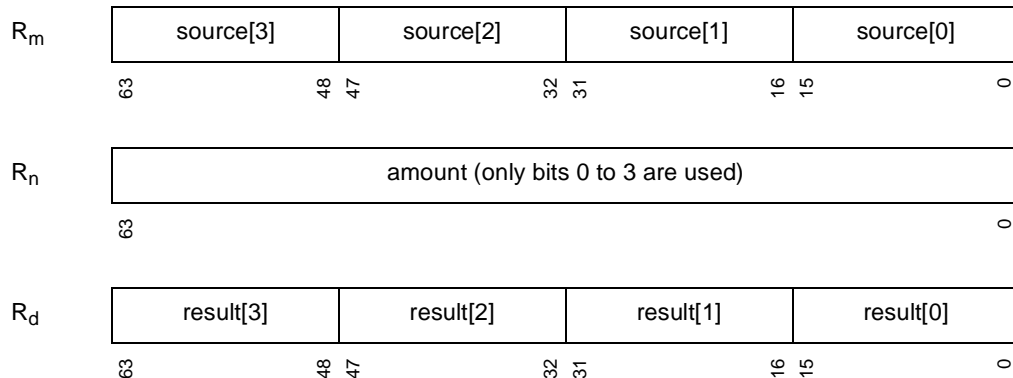 Rm source[3] source[2] source[1] source[0]
63 48 47 32 31 16 15 0
Rn amount (only bits 0 to 3 are used)
63 0
Rd result[3] result[2] result[1] result[0]
63 48 47 32 31 16 15 0